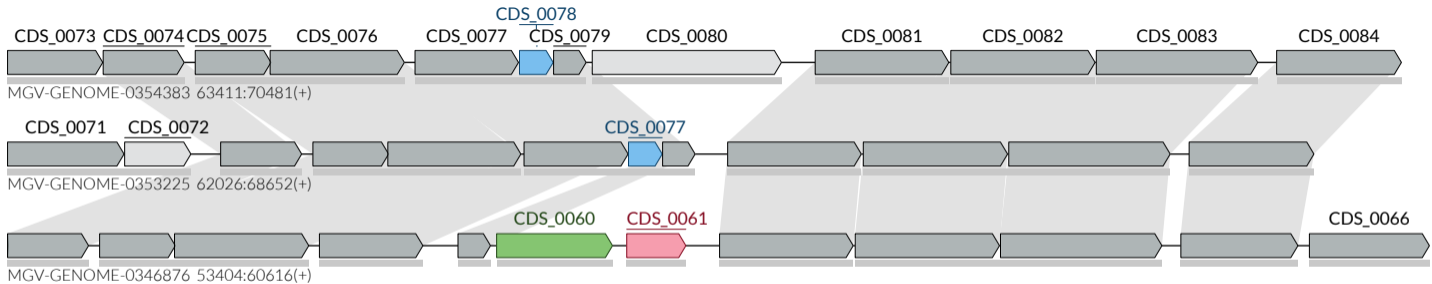 CDS_0078
CDS_0073 CDS_0074 CDS_0075 CDS_0076 CDS_0077 CDS_0079 CDS_0080 CDS_0081 CDS_0082 CDS_0083 CDS_0084
MGV-GENOME-0354383 63411:70481(+)
CDS_0071 CDS_0072 CDS_0077
MGV-GENOME-0353225 62026:68652(+)
CDS_0060 CDS_0061 CDS_0066
MGV-GENOME-0346876 53404:60616(+)